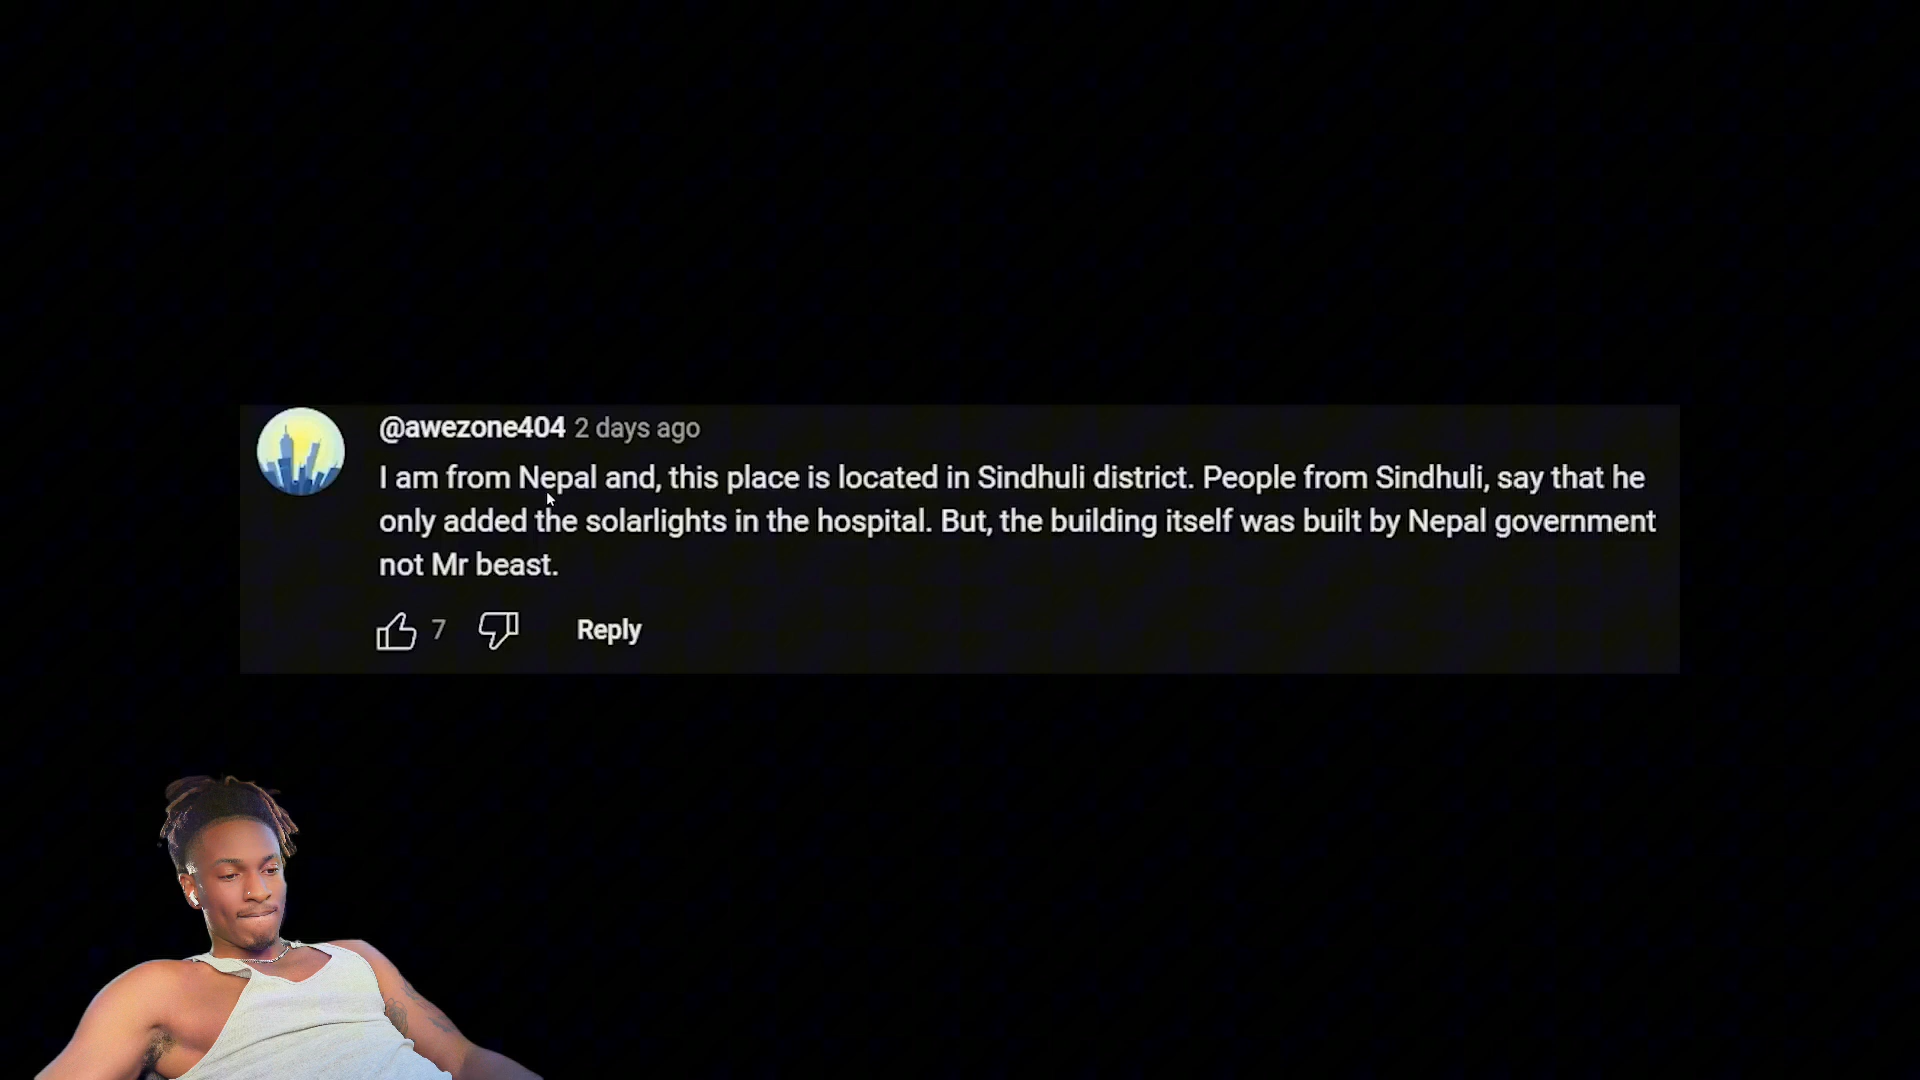 @awezone404 2 days ago
I am from Nepal and, this place is located in Sindhuli district. People from Sindhuli, say that he
only added the solarlights in the hospital. But, the building itself was built by Nepal government
not Mr beast.
7 Reply